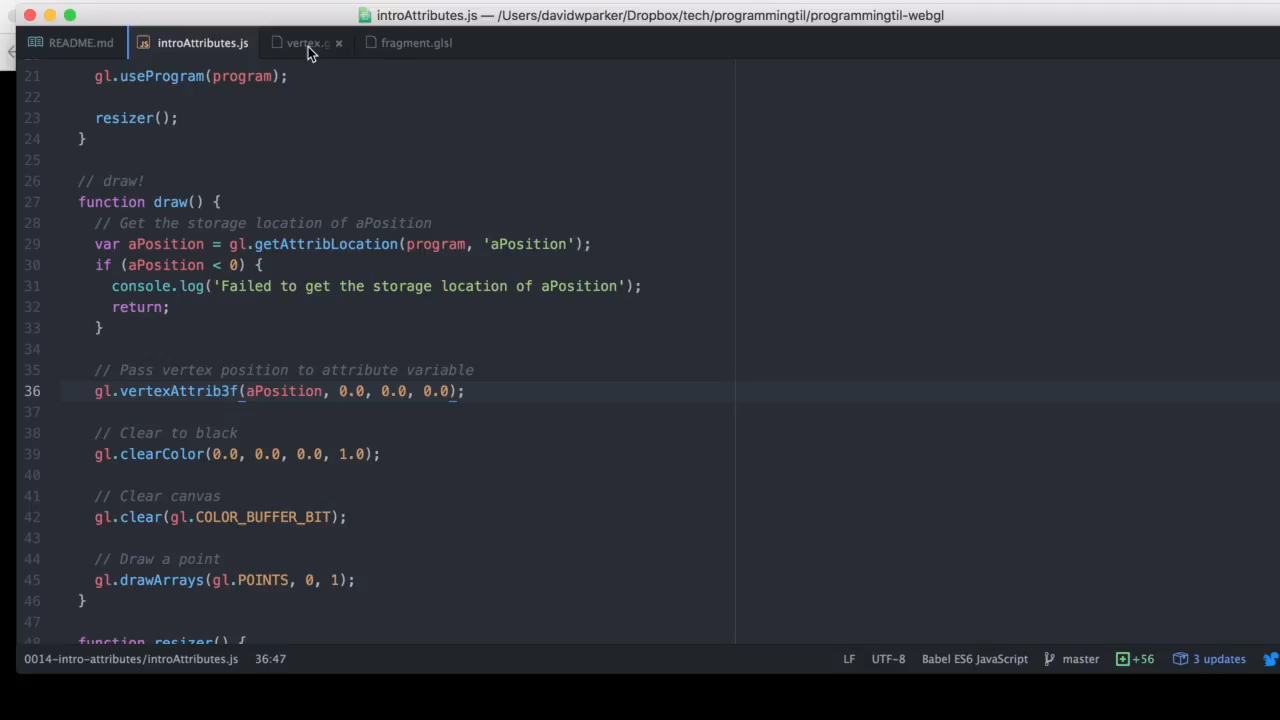 introAttributes.js — /Users/davidwparker/Dropbox/tech/programmingtil/programmingtil-webgl
README.md introAttributes.js vertex.g fragment.glsl
21 gl.useProgram(program);
22
23 resizer();
24 }
25
26 // draw!
27 function draw() {
28 // Get the storage location of aPosition
29 var aPosition = gl.getAttribLocation(program, 'aPosition');
30 if (aPosition < 0) {
31 console.log('Failed to get the storage location of aPosition');
32 return;
33 }
34
35 // Pass vertex position to attribute variable
36 gl.vertexAttrib3f(aPosition, 0.0, 0.0, 0.0);
37
38 // Clear to black
39 gl.clearColor(0.0, 0.0, 0.0, 1.0);
40
41 // Clear canvas
42 gl.clear(gl.COLOR_BUFFER_BIT);
43
44 // Draw a point
45 gl.drawArrays(gl.POINTS, 0, 1);
46 }
47
48 function resizer() {
0014-intro-attributes/introAttributes.js 36:47 LF UTF-8 Babel ES6 JavaScript master +56 3 updates